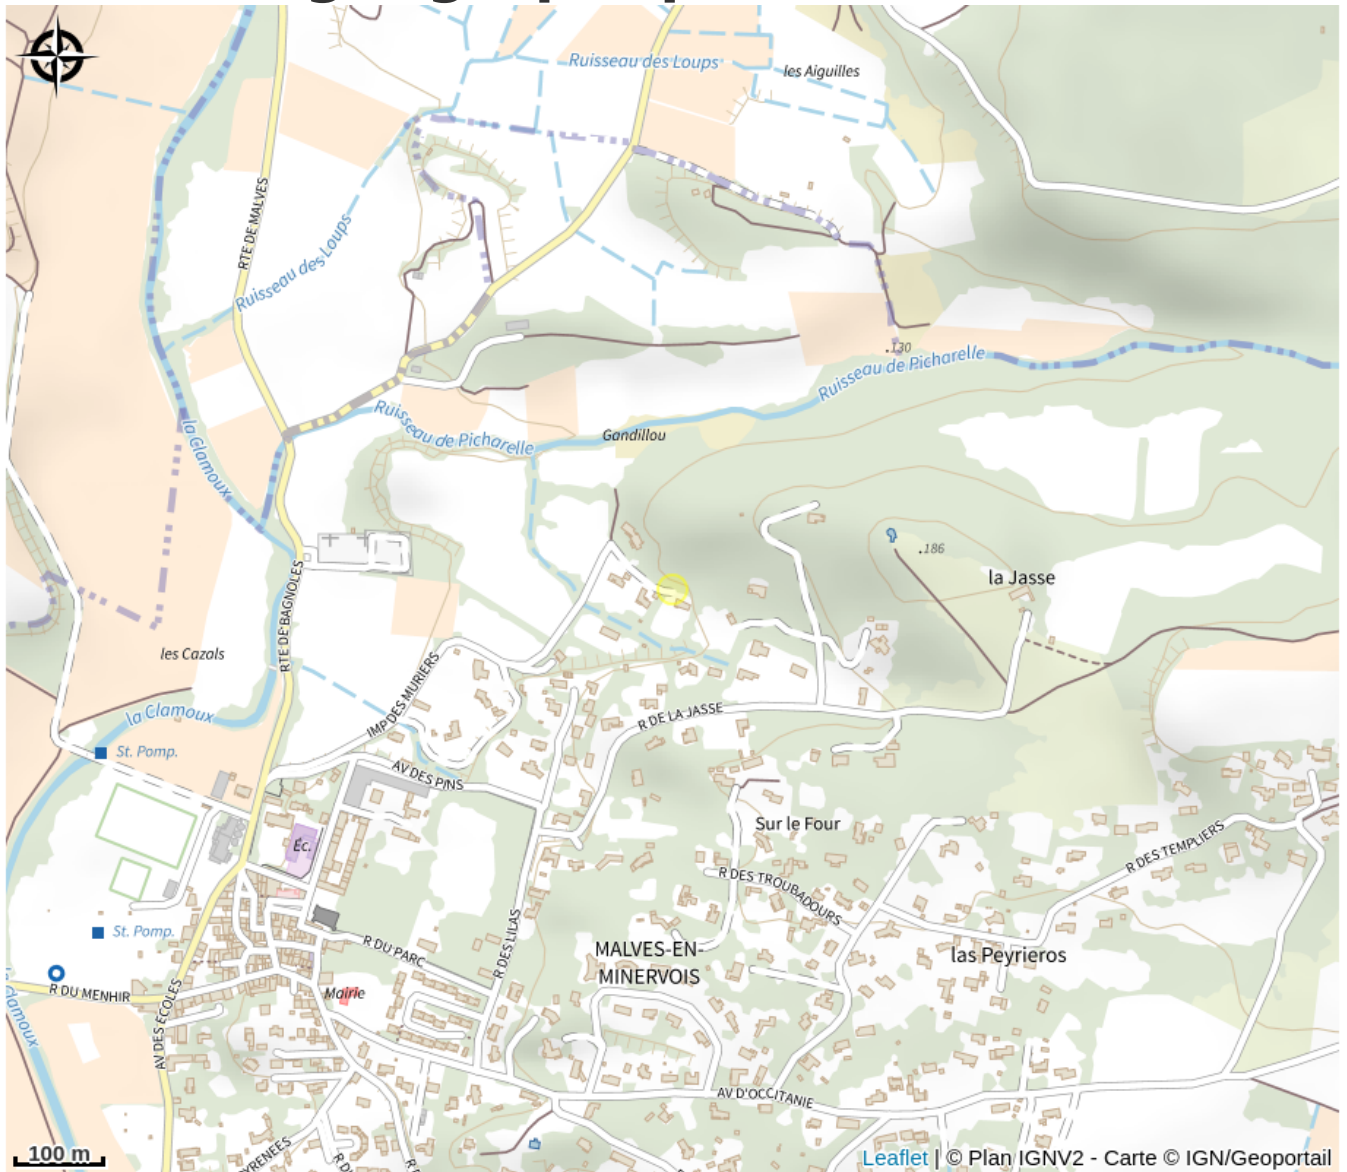 Ruisseau des Loups
les Aiguilles
RTE DE MALVES
Ruisseau des Loups
.130
Ruisseau de Picharelle
Ruisseau de Picharelle
Gandillou
la Clamoux
.186
la Jasse
RTE DE BAGNOLES
les Cazals
IMP DES MURIERS
la Clamoux
R DE LA JASSE
St. Pomp.
AV DES PINS
Sur le Four
Éc.
R DES TEMPLIERS
R DES TROUBADOURS
St. Pomp.
R DU PARC
R DES LILAS
MALVES-EN-
MINERVOIS
las Peyrieros
R DU MENHIR
Mairie
la Clamoux
AV DES ECOLES
AV D'OCCITANIE
100 m
Leaflet | © Plan IGNV2 - Carte © IGN/Geoportail